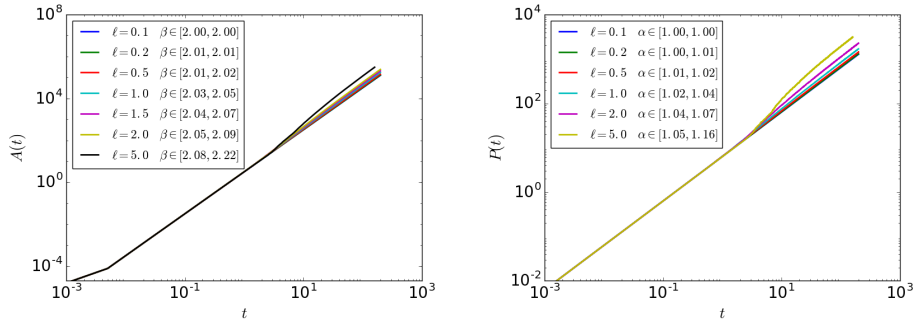 10^8
10^4
10^0
10^-4
A(t)
ℓ=0.1 β∈[2.00,2.00]
ℓ=0.2 β∈[2.01,2.01]
ℓ=0.5 β∈[2.01,2.02]
ℓ=1.0 β∈[2.03,2.05]
ℓ=1.5 β∈[2.04,2.07]
ℓ=2.0 β∈[2.05,2.09]
ℓ=5.0 β∈[2.08,2.22]
10^-3 10^-1 10^1 10^3
t
10^4
10^2
10^0
10^-2
P(t)
ℓ=0.1 α∈[1.00,1.00]
ℓ=0.2 α∈[1.00,1.01]
ℓ=0.5 α∈[1.01,1.02]
ℓ=1.0 α∈[1.02,1.04]
ℓ=2.0 α∈[1.04,1.07]
ℓ=5.0 α∈[1.05,1.16]
10^-3 10^-1 10^1 10^3
t